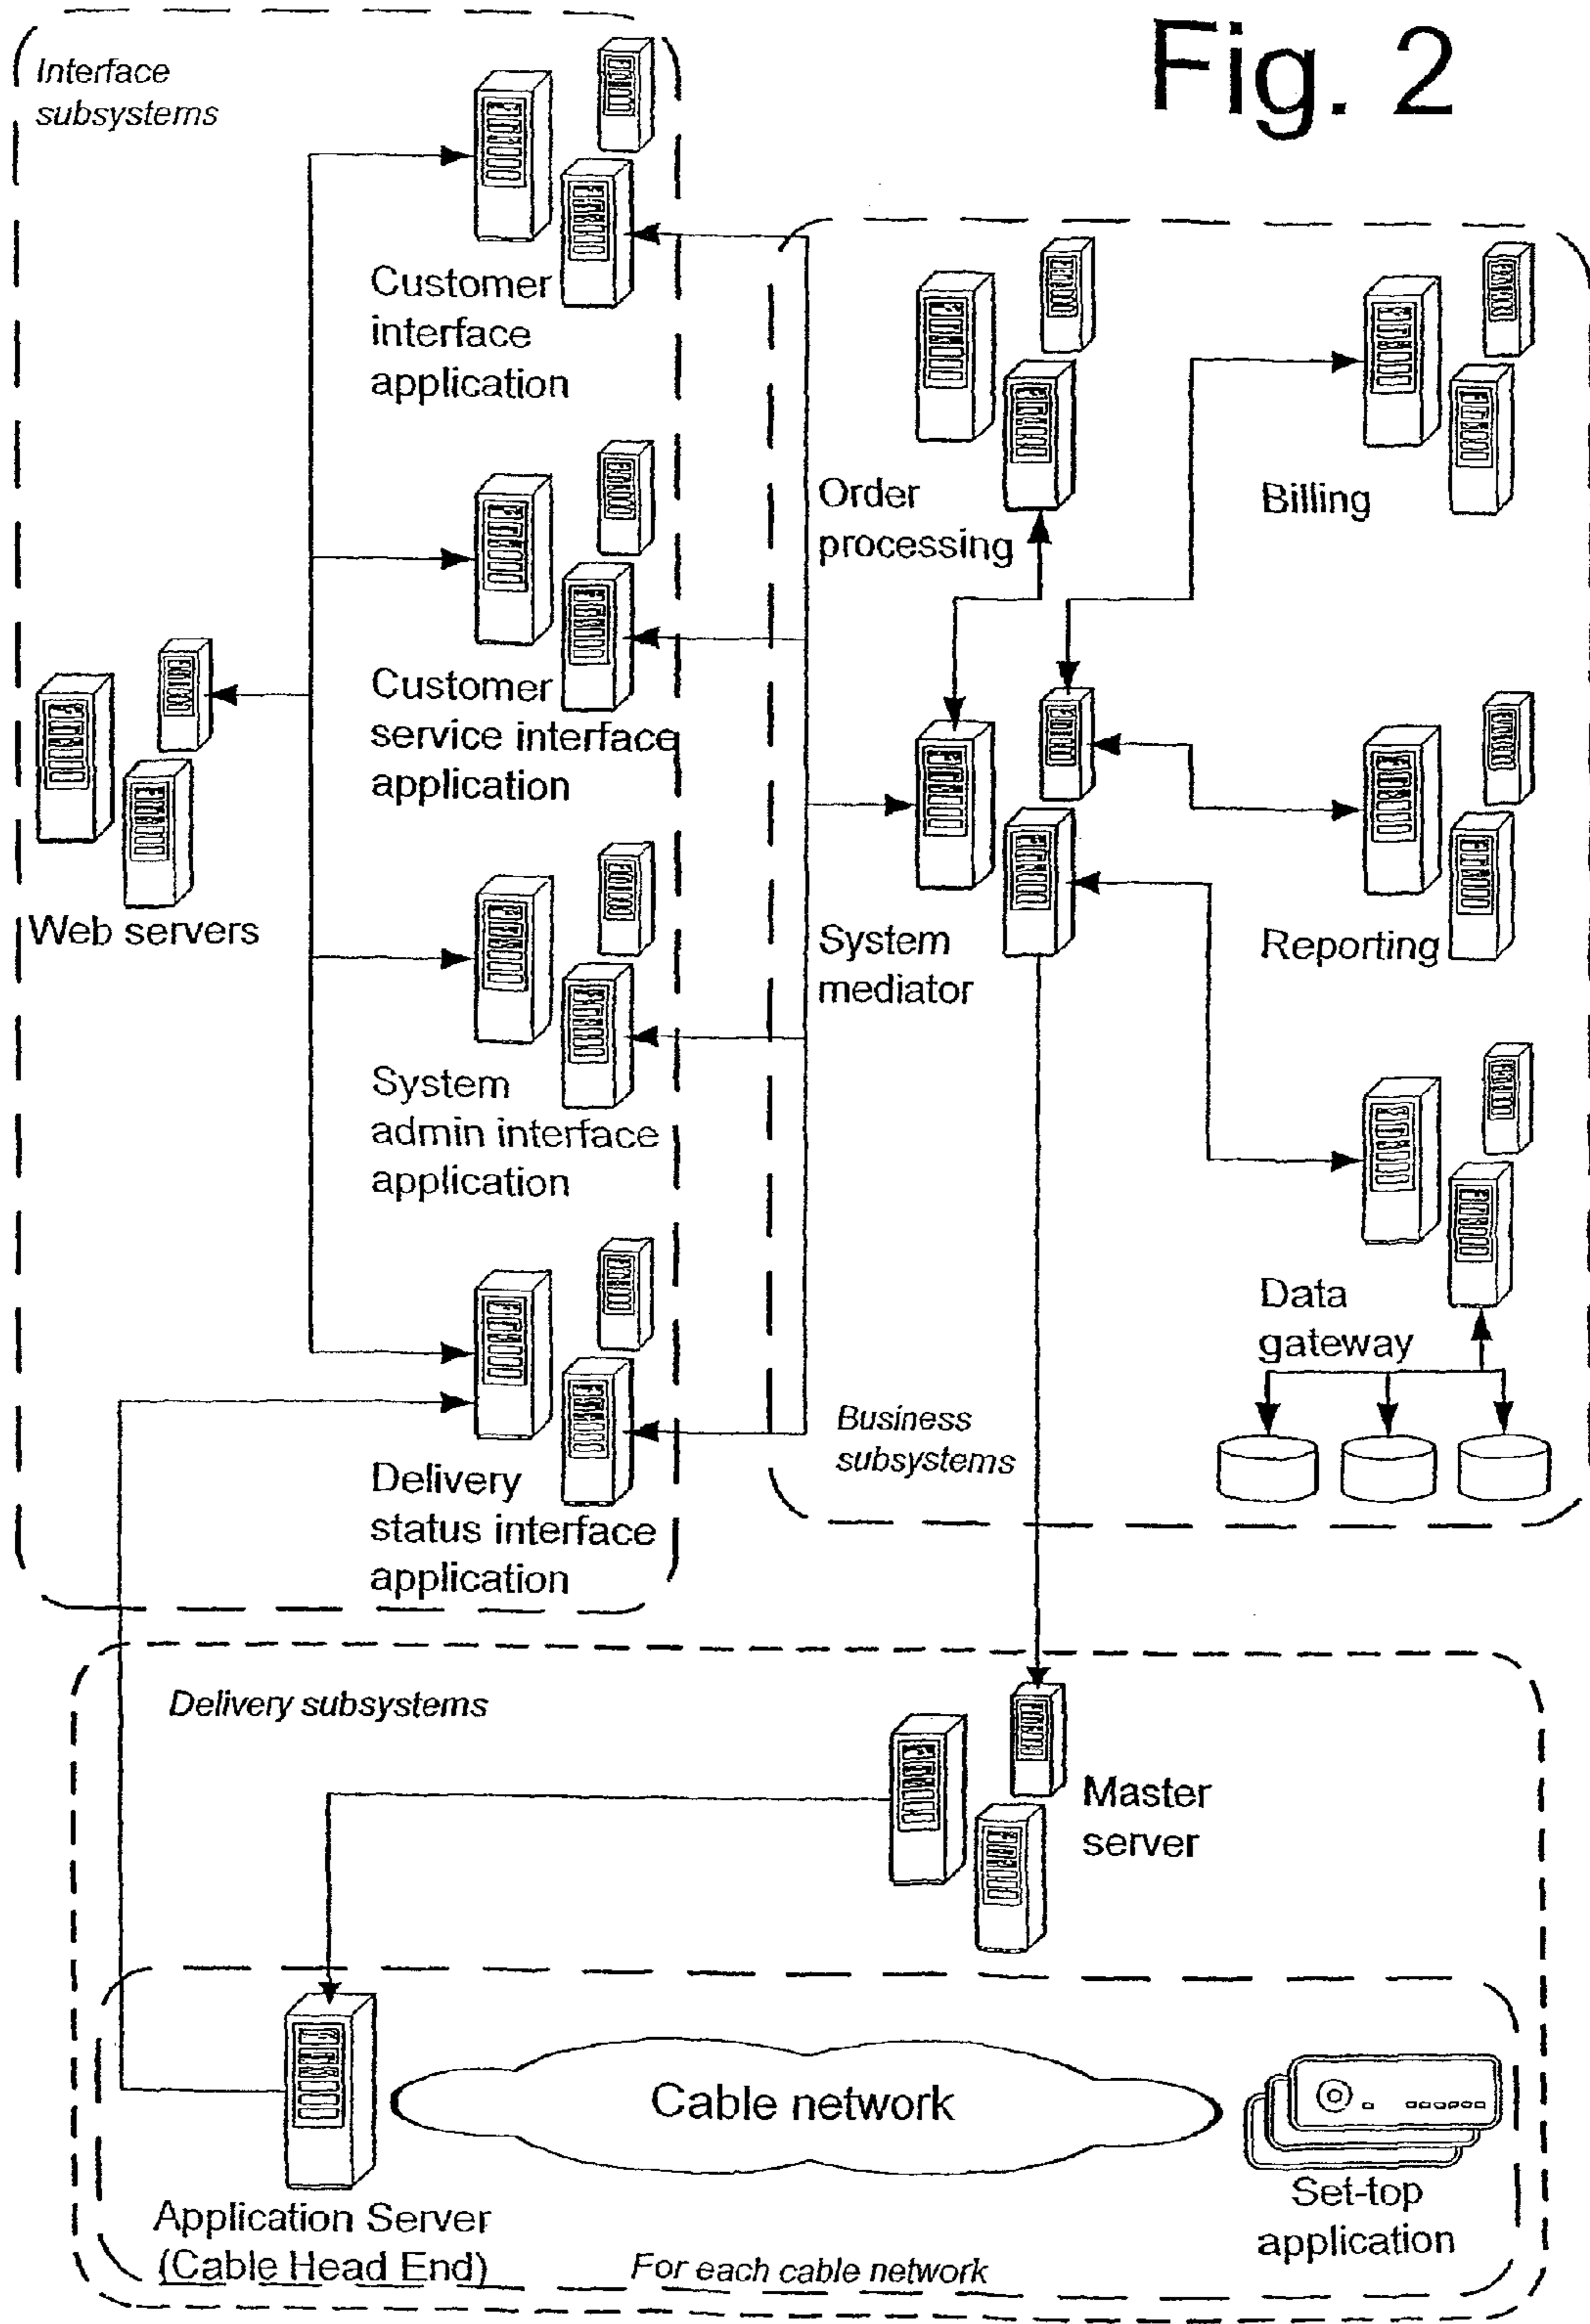 Fig. 2
Interface
subsystems
Customer
interface
application
Customer
service interface
application
Web servers
System
admin interface
application
Delivery
status interface
application
Order
processing
Billing
System
mediator
Reporting
Data
gateway
Business
subsystems
Delivery subsystems
Master
server
Cable network
Set-top
application
Application Server
(Cable Head End)
For each cable network